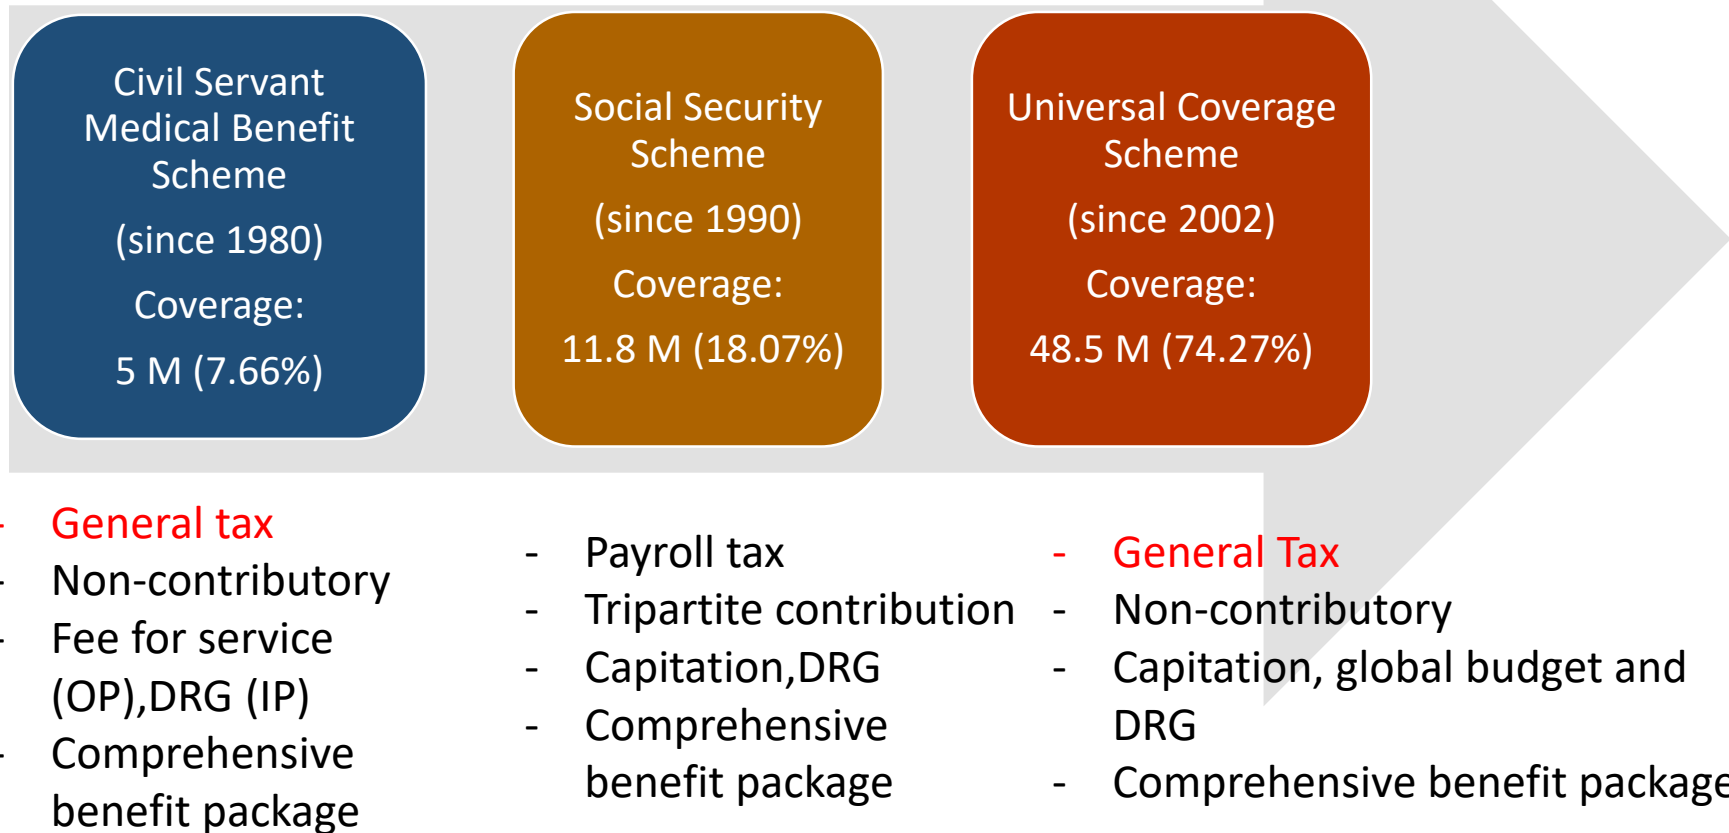 Civil Servant
Medical Benefit
Scheme
(since 1980)
Coverage:
5 M (7.66%)
Social Security
Scheme
(since 1990)
Coverage:
11.8 M (18.07%)
Universal Coverage
Scheme
(since 2002)
Coverage:
48.5 M (74.27%)
- General tax
- Non-contributory
- Fee for service
(OP),DRG (IP)
- Comprehensive
benefit package
- Payroll tax
- Tripartite contribution
- Capitation,DRG
- Comprehensive
benefit package
- General Tax
- Non-contributory
- Capitation, global budget and
DRG
- Comprehensive benefit package